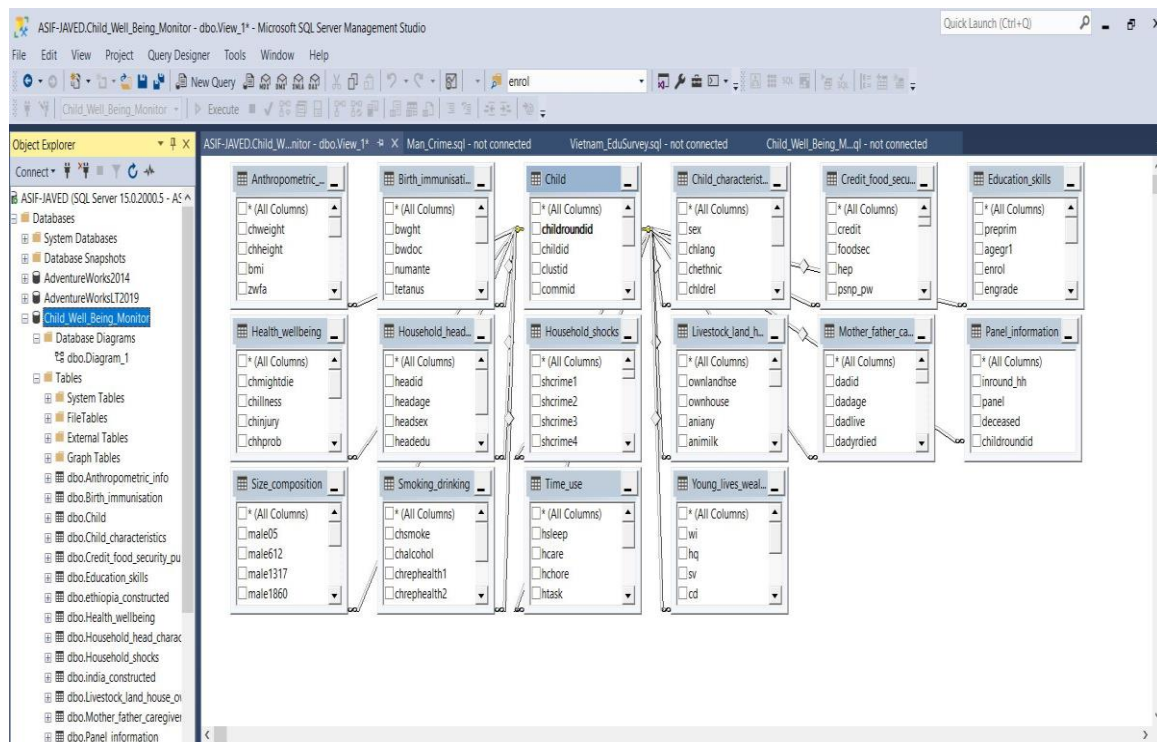 ASIF-JAVED.Child_Well_Being_Monitor - dbo.View_1* - Microsoft SQL Server Management Studio
Quick Launch (Ctrl+Q)
File Edit View Project Query Designer Tools Window Help
New Query enrol
Child_Well_Being_Monitor Execute
Object Explorer
ASIF-JAVED.Child_W...nitor - dbo.View_1* Man_Crime.sql - not connected Vietnam_EduSurvey.sql - not connected Child_Well_Being_M...ql - not connected
Connect
ASIF-JAVED (SQL Server 15.0.2000.5 - AS
Databases
System Databases
Database Snapshots
AdventureWorks2014
AdventureWorksLT2019
Child_Well_Being_Monitor
Database Diagrams
dbo.Diagram_1
Tables
System Tables
FileTables
External Tables
Graph Tables
dbo.Anthropometric_info
dbo.Birth_immunisation
dbo.Child
dbo.Child_characteristics
dbo.Credit_food_security_pu
dbo.Education_skills
dbo.ethiopia_constructed
dbo.Health_wellbeing
dbo.Household_head_charac
dbo.Household_shocks
dbo.india_constructed
dbo.Livestock_land_house_o
dbo.Mother_father_caregiver
dbo.Panel_information
Anthropometric_...
* (All Columns)
chweight
chheight
bmi
zwfa
Birth_immunisati...
* (All Columns)
bwght
bwdoc
numante
tetanus
Child
* (All Columns)
childroundid
childid
clustid
commid
Child_characterist...
* (All Columns)
sex
chlang
chethnic
chldrel
Credit_food_secu...
* (All Columns)
credit
foodsec
hep
psnp_pw
Education_skills
* (All Columns)
preprim
agegr1
enrol
engrade
Health_wellbeing
* (All Columns)
chmightdie
chillness
chinjury
chhprob
Household_head...
* (All Columns)
headid
headage
headsex
headedu
Household_shocks
* (All Columns)
shcrime1
shcrime2
shcrime3
shcrime4
Livestock_land_h...
* (All Columns)
ownlandhse
ownhouse
aniany
animilk
Mother_father_ca...
* (All Columns)
dadid
dadage
dadlive
dadyrdied
Panel_information
* (All Columns)
inround_hh
panel
deceased
childroundid
Size_composition
* (All Columns)
male05
male612
male1317
male1860
Smoking_drinking
* (All Columns)
chsmoke
chalcohol
chrephealth1
chrephealth2
Time_use
* (All Columns)
hsleep
hcare
hchore
htask
Young_lives_weal...
* (All Columns)
wi
hq
sv
cd